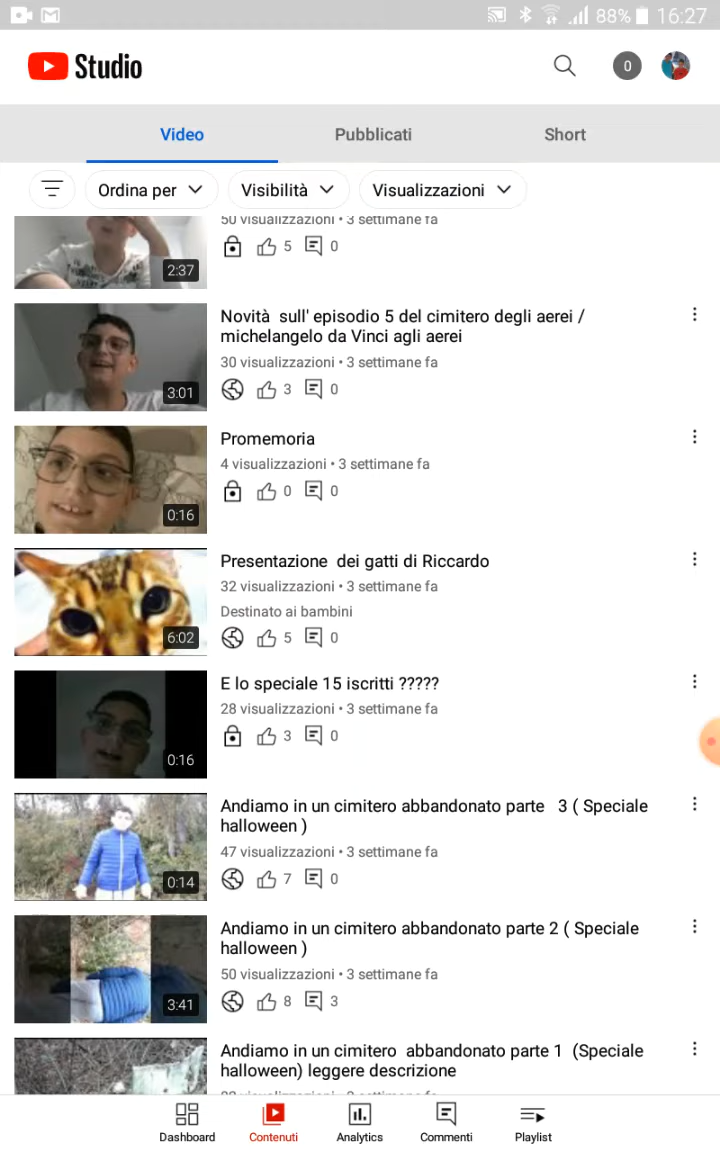 88% 16:27
Studio
0
Video Pubblicati Short
Ordina per Visibilità Visualizzazioni
50 visualizzazioni • 3 settimane fa
5 0
2:37
Novità sull' episodio 5 del cimitero degli aerei /
michelangelo da Vinci agli aerei
30 visualizzazioni • 3 settimane fa
3 0
3:01
Promemoria
4 visualizzazioni • 3 settimane fa
0 0
0:16
Presentazione dei gatti di Riccardo
32 visualizzazioni • 3 settimane fa
Destinato ai bambini
5 0
6:02
E lo speciale 15 iscritti ?????
28 visualizzazioni • 3 settimane fa
3 0
0:16
Andiamo in un cimitero abbandonato parte 3 ( Speciale
halloween )
47 visualizzazioni • 3 settimane fa
7 0
0:14
Andiamo in un cimitero abbandonato parte 2 ( Speciale
halloween )
50 visualizzazioni • 3 settimane fa
8 3
3:41
Andiamo in un cimitero abbandonato parte 1 (Speciale
halloween) leggere descrizione
Dashboard Contenuti Analytics Commenti Playlist